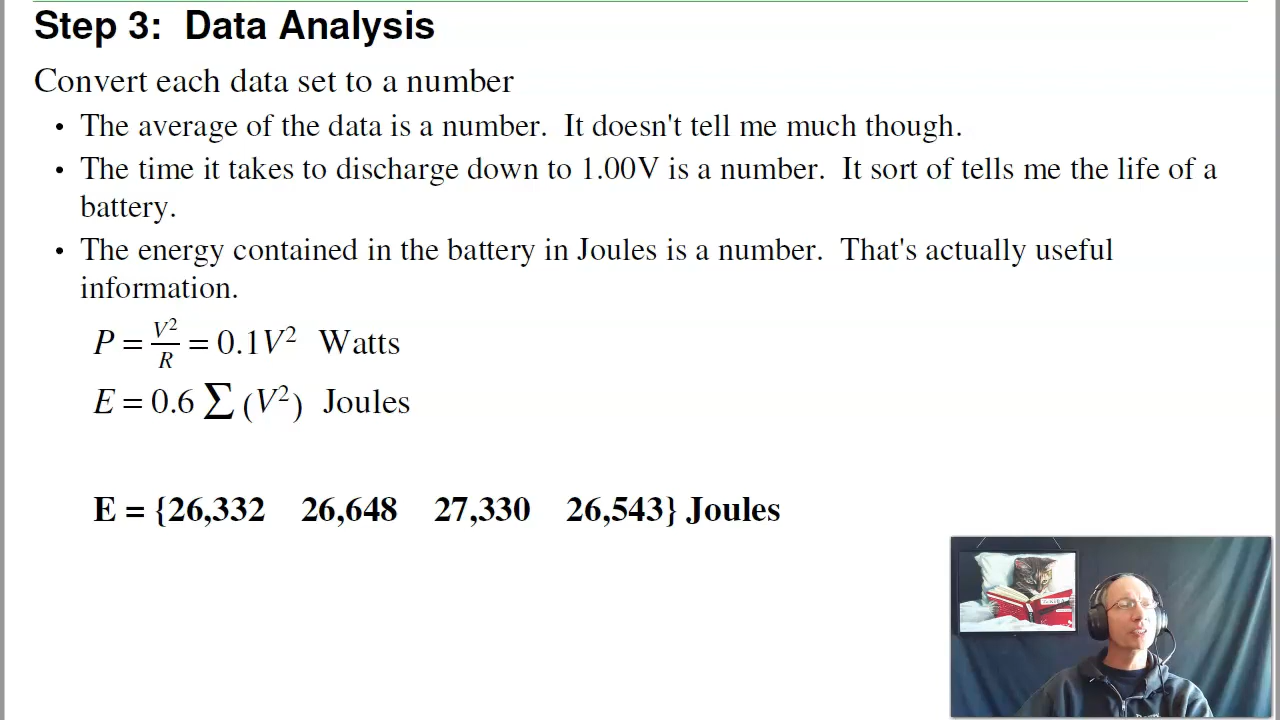 Step 3: Data Analysis
Convert each data set to a number
• The average of the data is a number. It doesn't tell me much though.
• The time it takes to discharge down to 1.00V is a number. It sort of tells me the life of a
battery.
• The energy contained in the battery in Joules is a number. That's actually useful
information.
P = V²/R = 0.1V² Watts
E = 0.6 Σ (V²) Joules
E = {26,332 26,648 27,330 26,543} Joules